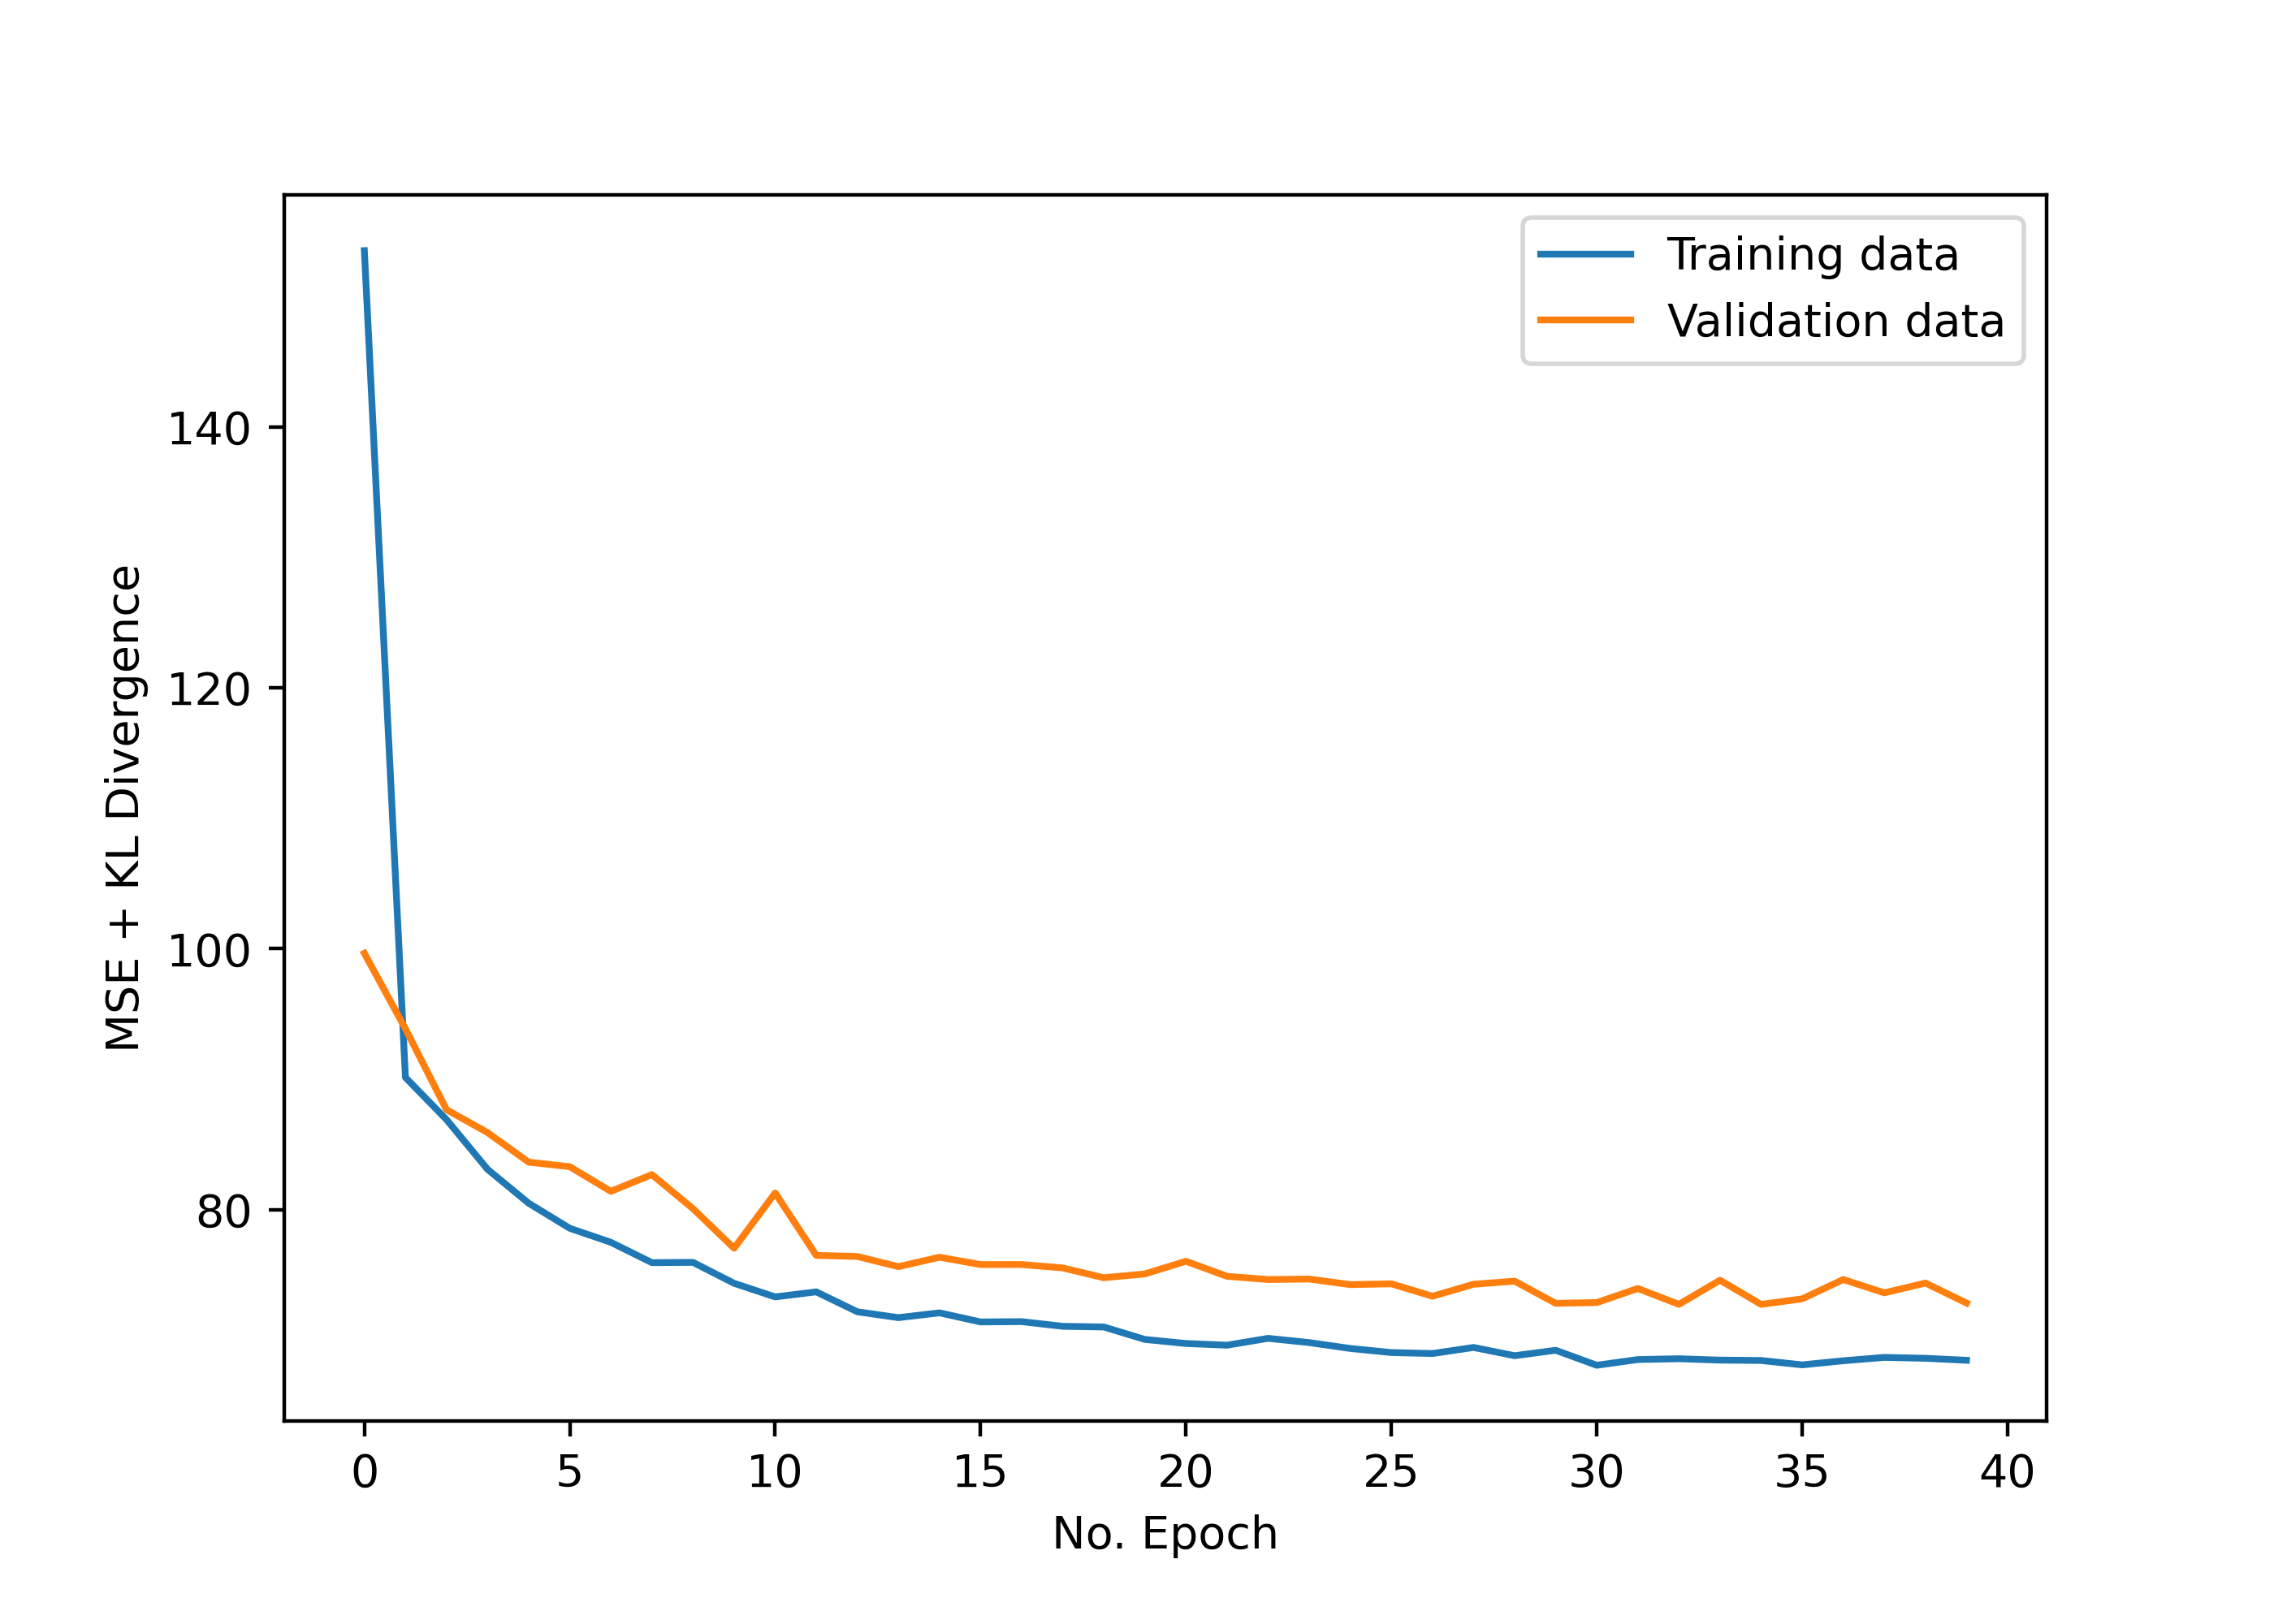 Training data
Validation data
140
120
100
80
MSE + KL Divergence
0 5 10 15 20 25 30 35 40
No. Epoch